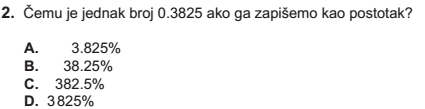 2. Čemu je jednak broj 0.3825 ako ga zapišemo kao postotak?
A. 3.825%
B. 38.25%
C. 382.5%
D. 3825%